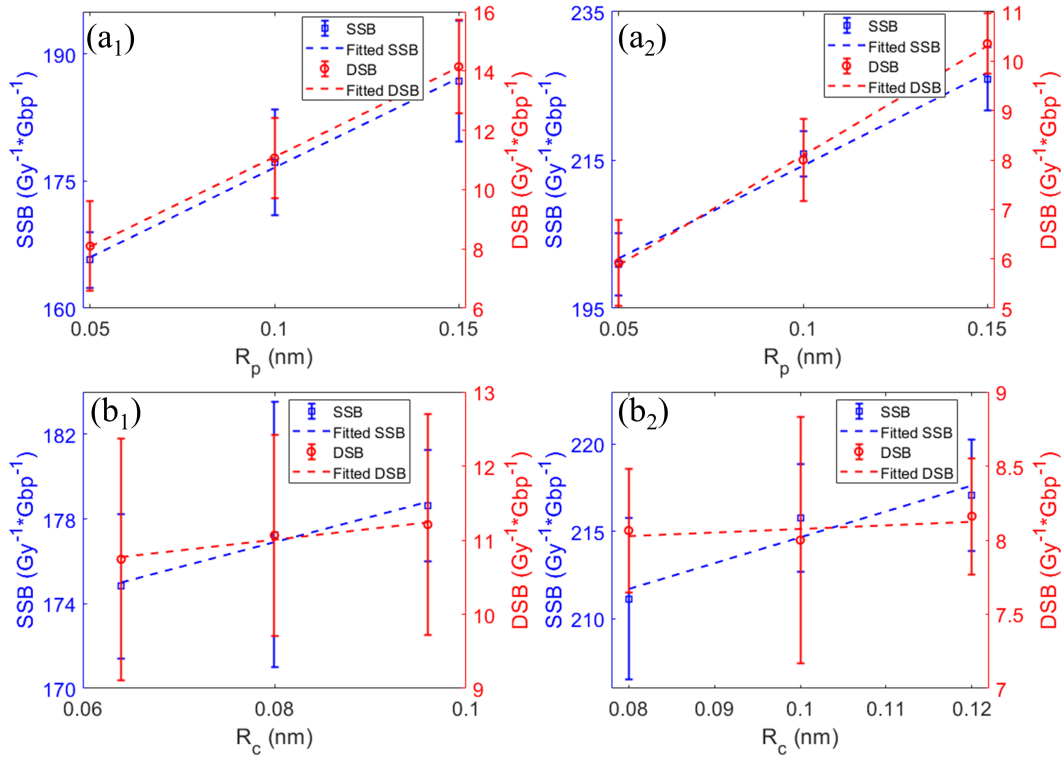 (a₁)
SSB
Fitted SSB
DSB
Fitted DSB
190
175
160
16
14
12
10
8
6
0.05
0.1
0.15
SSB (Gy⁻¹*Gbp⁻¹)
DSB (Gy⁻¹*Gbp⁻¹)
Rₚ (nm)
(a₂)
SSB
Fitted SSB
DSB
Fitted DSB
235
215
195
11
10
9
8
7
6
5
0.05
0.1
0.15
SSB (Gy⁻¹*Gbp⁻¹)
DSB (Gy⁻¹*Gbp⁻¹)
Rₚ (nm)
(b₁)
SSB
Fitted SSB
DSB
Fitted DSB
182
178
174
170
13
12
11
10
9
0.06
0.08
0.1
SSB (Gy⁻¹*Gbp⁻¹)
DSB (Gy⁻¹*Gbp⁻¹)
R_c (nm)
(b₂)
SSB
Fitted SSB
DSB
Fitted DSB
220
215
210
9
8.5
8
7.5
7
0.08
0.09
0.1
0.11
0.12
SSB (Gy⁻¹*Gbp⁻¹)
DSB (Gy⁻¹*Gbp⁻¹)
R_c (nm)